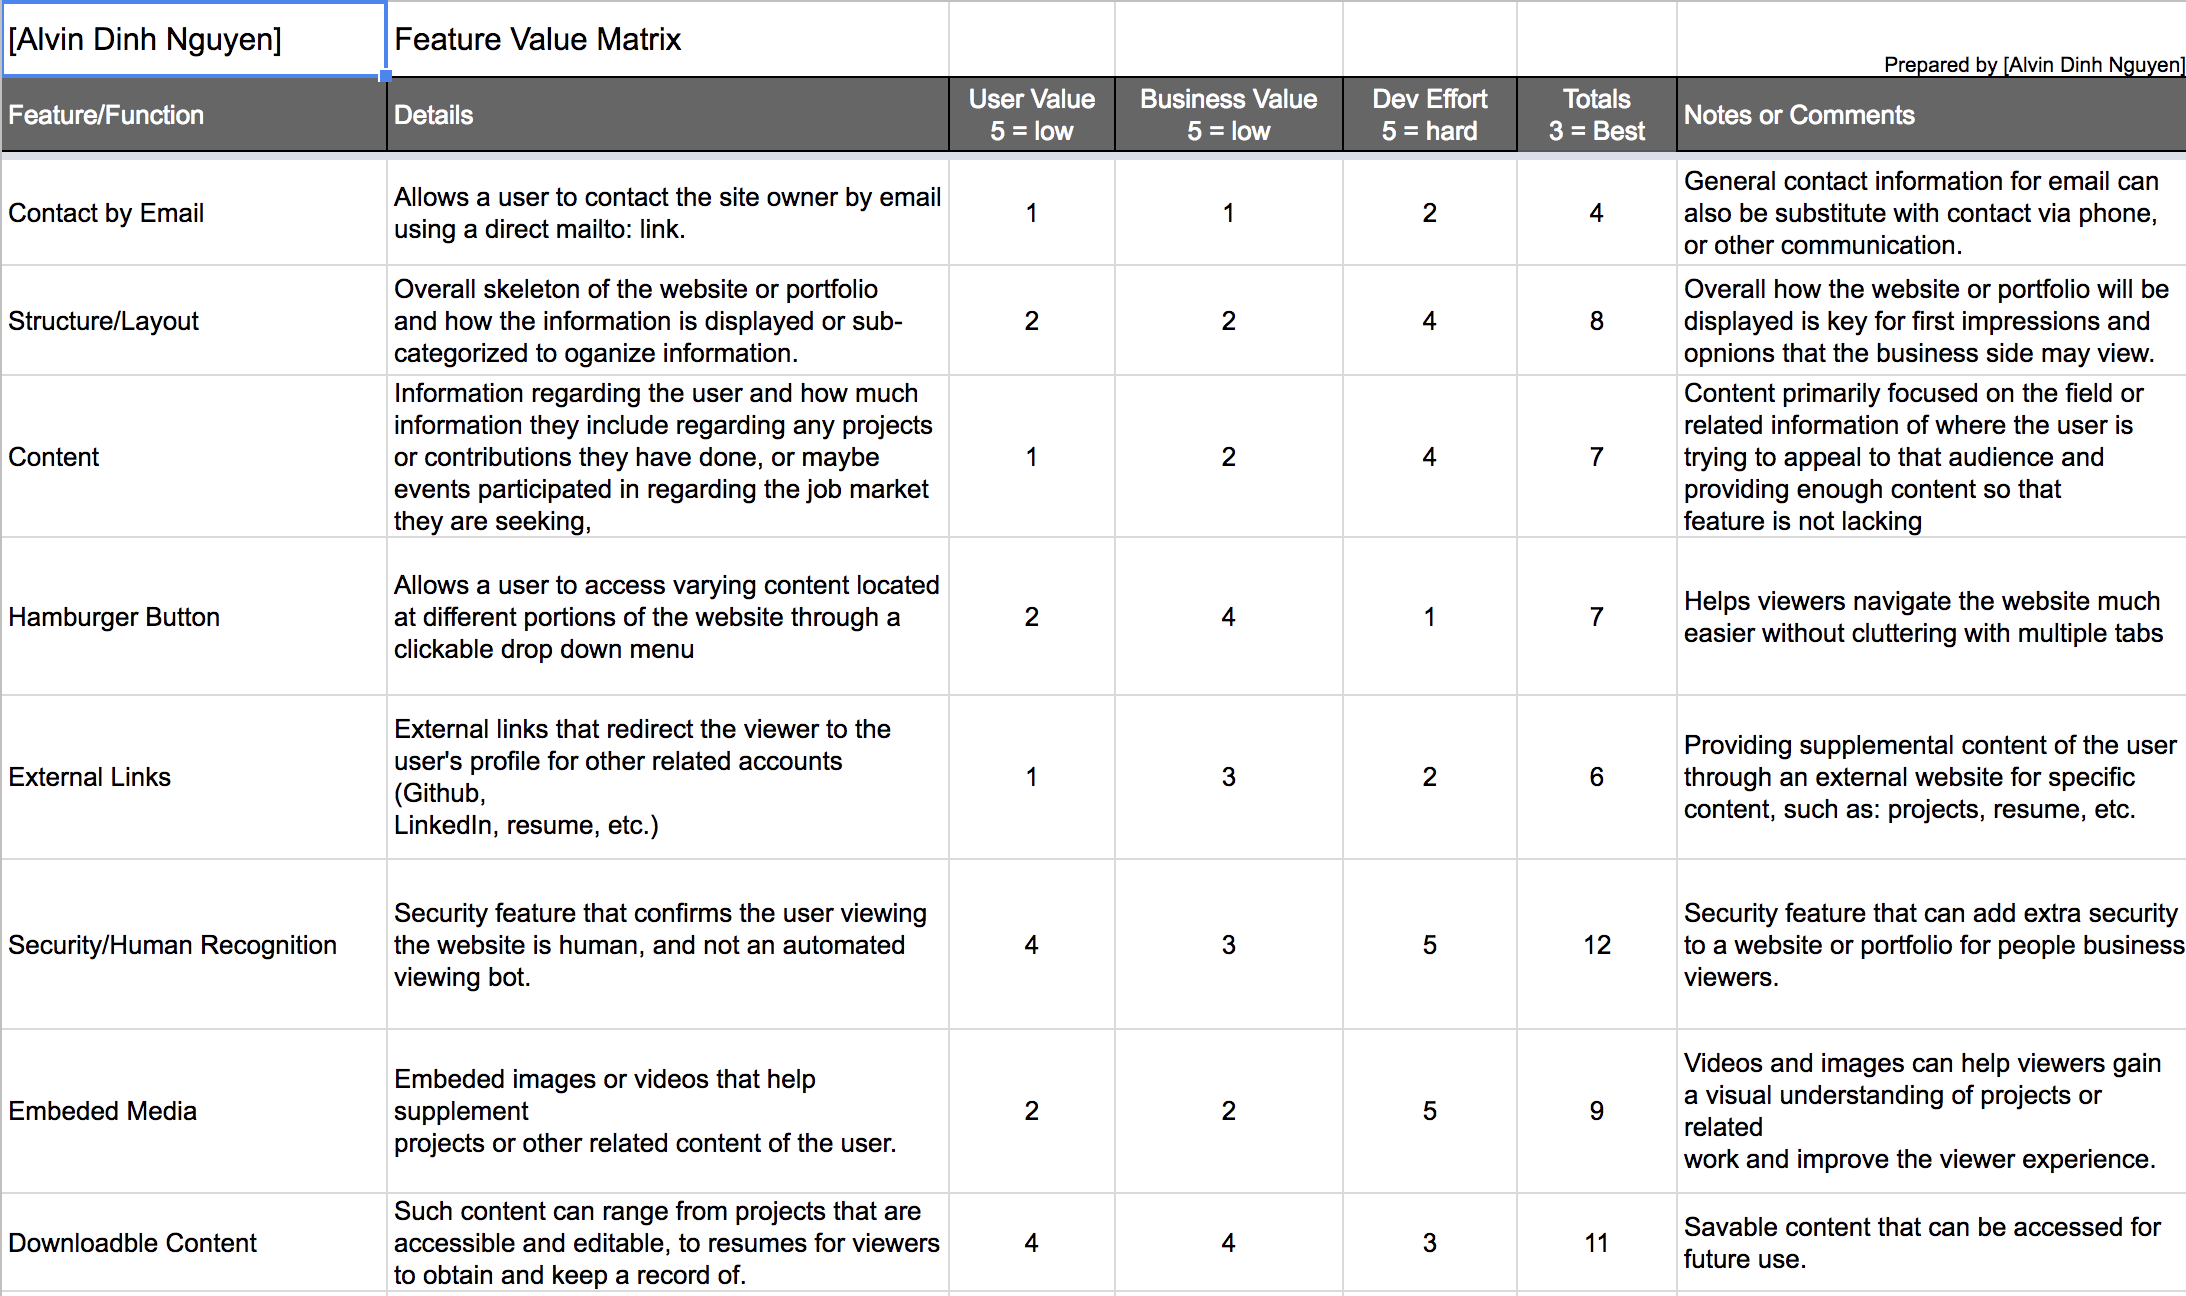 [Alvin Dinh Nguyen]
Feature Value Matrix
Prepared by [Alvin Dinh Nguyen]
Feature/Function
Details
User Value
5 = low
Business Value
5 = low
Dev Effort
5 = hard
Totals
3 = Best
Notes or Comments
Contact by Email
Allows a user to contact the site owner by email
using a direct mailto: link.
1
1
2
4
General contact information for email can
also be substitute with contact via phone,
or other communication.
Structure/Layout
Overall skeleton of the website or portfolio
and how the information is displayed or sub-
categorized to oganize information.
2
2
4
8
Overall how the website or portfolio will be
displayed is key for first impressions and
opnions that the business side may view.
Content
Information regarding the user and how much
information they include regarding any projects
or contributions they have done, or maybe
events participated in regarding the job market
they are seeking,
1
2
4
7
Content primarily focused on the field or
related information of where the user is
trying to appeal to that audience and
providing enough content so that
feature is not lacking
Hamburger Button
Allows a user to access varying content located
at different portions of the website through a
clickable drop down menu
2
4
1
7
Helps viewers navigate the website much
easier without cluttering with multiple tabs
External Links
External links that redirect the viewer to the
user's profile for other related accounts
(Github,
LinkedIn, resume, etc.)
1
3
2
6
Providing supplemental content of the user
through an external website for specific
content, such as: projects, resume, etc.
Security/Human Recognition
Security feature that confirms the user viewing
the website is human, and not an automated
viewing bot.
4
3
5
12
Security feature that can add extra security
to a website or portfolio for people business
viewers.
Embeded Media
Embeded images or videos that help
supplement
projects or other related content of the user.
2
2
5
9
Videos and images can help viewers gain
a visual understanding of projects or
related
work and improve the viewer experience.
Downloadble Content
Such content can range from projects that are
accessible and editable, to resumes for viewers
to obtain and keep a record of.
4
4
3
11
Savable content that can be accessed for
future use.